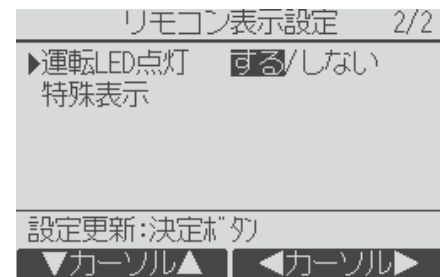 リモコン表示設定 2/2
▶運転LED点灯 する/しない
特殊表示
設定更新:決定ﾎﾞﾀﾝ
▼カーソル▲ ◀カーソル▶